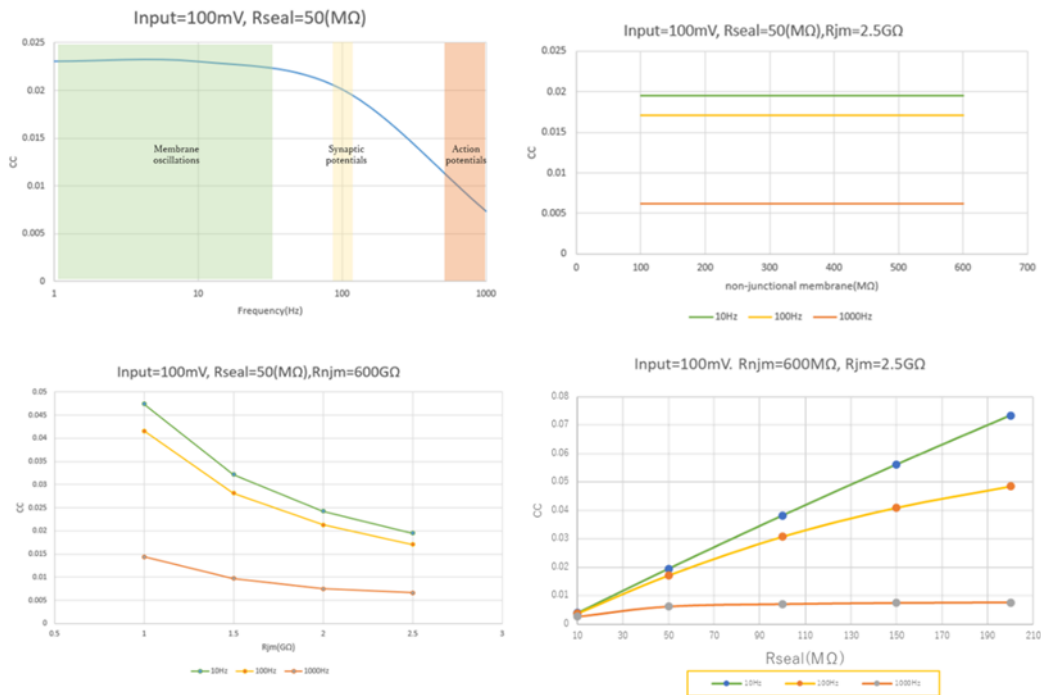 Input=100mV, Rseal=50(MΩ)
0.025
0.02
0.015
0.01
0.005
0
CC
Membrane
oscillations
Synaptic
potentials
Action
potentials
1
10
100
1000
Frequency(Hz)
Input=100mV, Rseal=50(MΩ),Rjm=2.5GΩ
0.025
0.02
0.015
0.01
0.005
0
CC
0
100
200
300
400
500
600
700
non-junctional membrane(MΩ)
10Hz
100Hz
1000Hz
Input=100mV, Rseal=50(MΩ),Rnjm=600GΩ
0.05
0.045
0.04
0.035
0.03
0.025
0.02
0.015
0.01
0.005
0
CC
0.5
1
1.5
2
2.5
3
Rjm(GΩ)
10Hz
100Hz
1000Hz
Input=100mV. Rnjm=600MΩ, Rjm=2.5GΩ
0.08
0.07
0.06
0.05
0.04
0.03
0.02
0.01
0
CC
10
30
50
70
90
110
130
150
170
190
210
Rseal(MΩ)
10Hz
100Hz
1000Hz